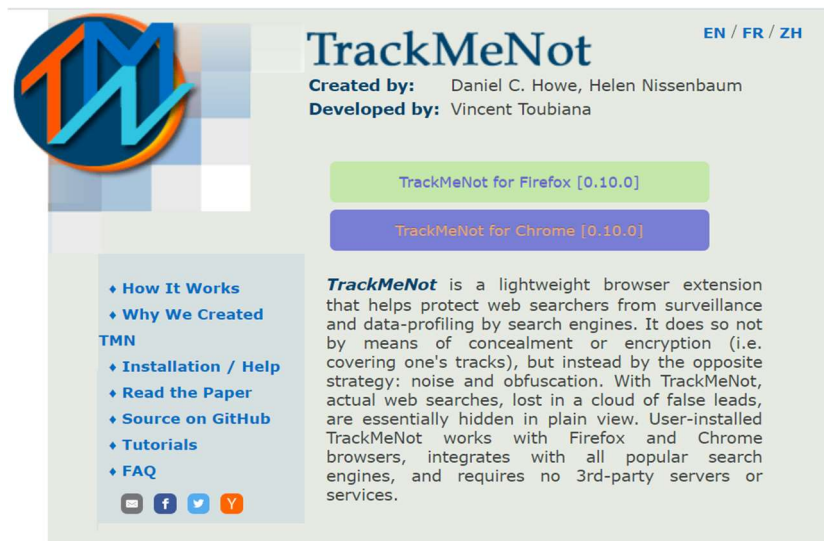 TMN
TrackMeNot
EN / FR / ZH
Created by: Daniel C. Howe, Helen Nissenbaum
Developed by: Vincent Toubiana
TrackMeNot for Firefox [0.10.0]
TrackMeNot for Chrome [0.10.0]
♦ How It Works
♦ Why We Created
TMN
♦ Installation / Help
♦ Read the Paper
♦ Source on GitHub
♦ Tutorials
♦ FAQ
f
Y
TrackMeNot is a lightweight browser extension
that helps protect web searchers from surveillance
and data-profiling by search engines. It does so not
by means of concealment or encryption (i.e.
covering one's tracks), but instead by the opposite
strategy: noise and obfuscation. With TrackMeNot,
actual web searches, lost in a cloud of false leads,
are essentially hidden in plain view. User-installed
TrackMeNot works with Firefox and Chrome
browsers, integrates with all popular search
engines, and requires no 3rd-party servers or
services.